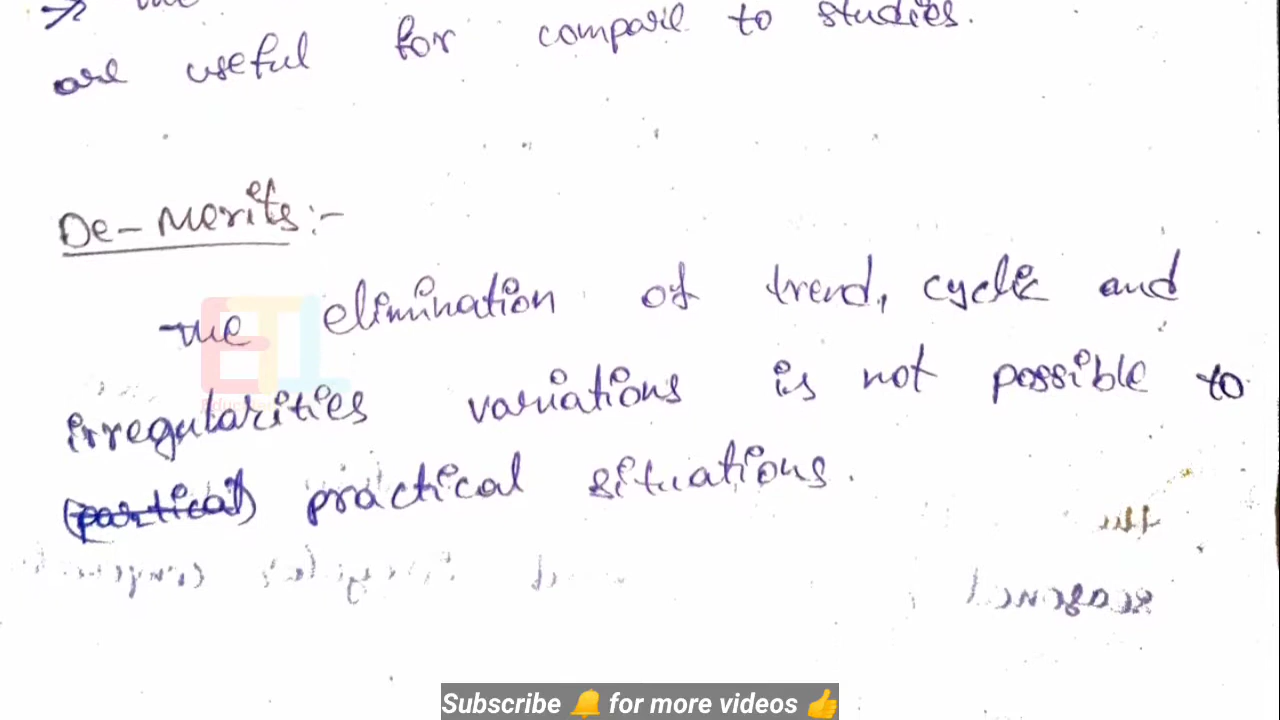 are useful for compare to studies.
De-Merits:-
The elimination of trend, cycle and
irregularities variations is not possible to
(partical) practical situations.
Subscribe 🔔 for more videos 👍